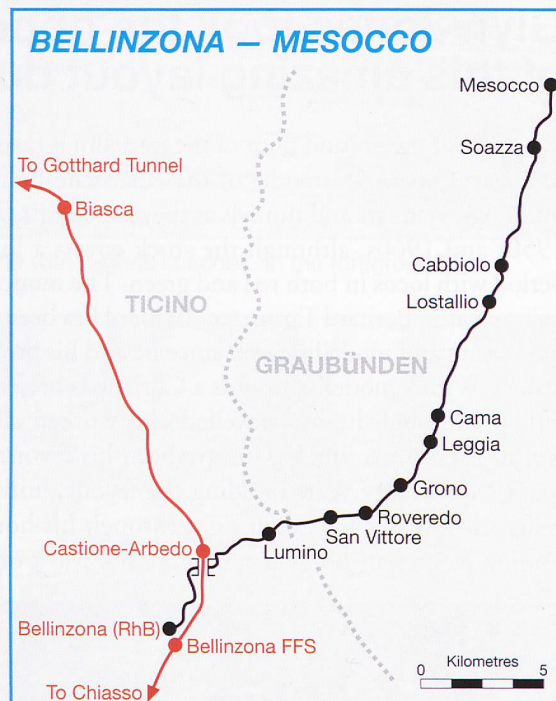 BELLINZONA — MESOCCO
Mesocco
Soazza
To Gotthard Tunnel
Biasca
Cabbiolo
TICINO
Lostallio
GRAUBÜNDEN
Cama
Leggia
Grono
Roveredo
San Vittore
Lumino
Castione-Arbedo
Bellinzona (RhB)
Bellinzona FFS
Kilometres
0 5
To Chiasso